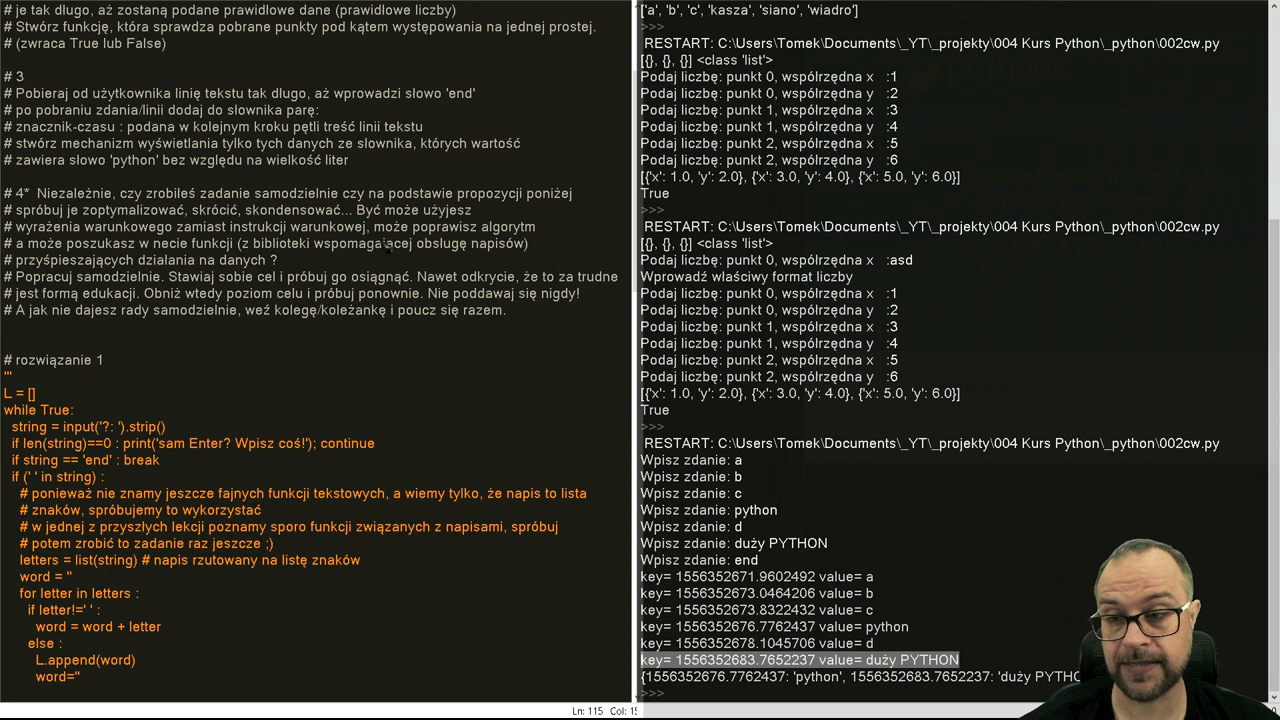 # je tak długo, aż zostaną podane prawidłowe dane (prawidłowe liczby)
# Stwórz funkcję, która sprawdza pobrane punkty pod kątem występowania na jednej prostej.
# (zwraca True lub False)
# 3
# Pobieraj od użytkownika linię tekstu tak długo, aż wprowadzi słowo 'end'
# po pobraniu zdania/linii dodaj do słownika parę:
# znacznik-czasu : podana w kolejnym kroku pętli treść linii tekstu
# stwórz mechanizm wyświetlania tylko tych danych ze słownika, których wartość
# zawiera słowo 'python' bez względu na wielkość liter
# 4*  Niezależnie, czy zrobiłeś zadanie samodzielnie czy na podstawie propozycji poniżej
# spróbuj je zoptymalizować, skrócić, skondensować... Być może użyjesz
# wyrażenia warunkowego zamiast instrukcji warunkowej, może poprawisz algorytm
# a może poszukasz w necie funkcji (z biblioteki wspomagającej obsługę napisów)
# przyśpieszających działania na danych ?
# Popracuj samodzielnie. Stawiaj sobie cel i próbuj go osiągnąć. Nawet odkrycie, że to za trudne
# jest formą edukacji. Obniż wtedy poziom celu i próbuj ponownie. Nie poddawaj się nigdy!
# A jak nie dajesz rady samodzielnie, weź kolegę/koleżankę i poucz się razem.
# rozwiązanie 1
'''
L = []
while True:
string = input('?: ').strip()
if len(string)==0 : print('sam Enter? Wpisz coś!'); continue
if string == 'end' : break
if (' ' in string) :
# ponieważ nie znamy jeszcze fajnych funkcji tekstowych, a wiemy tylko, że napis to lista
# znaków, spróbujemy to wykorzystać
# w jednej z przyszłych lekcji poznamy sporo funkcji związanych z napisami, spróbuj
# potem zrobić to zadanie raz jeszcze ;)
letters = list(string) # napis rzutowany na listę znaków
word = ''
for letter in letters :
if letter!=' ' :
word = word + letter
else :
L.append(word)
word=''
Ln: 115 Col: 15
['a', 'b', 'c', 'kasza', 'siano', 'wiadro']
>>>
RESTART: C:\Users\Tomek\Documents\_YT\_projekty\004 Kurs Python\_python\002cw.py
[{}, {}, {}] <class 'list'>
Podaj liczbę: punkt 0, współrzędna x   :1
Podaj liczbę: punkt 0, współrzędna y   :2
Podaj liczbę: punkt 1, współrzędna x   :3
Podaj liczbę: punkt 1, współrzędna y   :4
Podaj liczbę: punkt 2, współrzędna x   :5
Podaj liczbę: punkt 2, współrzędna y   :6
[{'x': 1.0, 'y': 2.0}, {'x': 3.0, 'y': 4.0}, {'x': 5.0, 'y': 6.0}]
True
>>>
RESTART: C:\Users\Tomek\Documents\_YT\_projekty\004 Kurs Python\_python\002cw.py
[{}, {}, {}] <class 'list'>
Podaj liczbę: punkt 0, współrzędna x   :asd
Wprowadź właściwy format liczby
Podaj liczbę: punkt 0, współrzędna x   :1
Podaj liczbę: punkt 0, współrzędna y   :2
Podaj liczbę: punkt 1, współrzędna x   :3
Podaj liczbę: punkt 1, współrzędna y   :4
Podaj liczbę: punkt 2, współrzędna x   :5
Podaj liczbę: punkt 2, współrzędna y   :6
[{'x': 1.0, 'y': 2.0}, {'x': 3.0, 'y': 4.0}, {'x': 5.0, 'y': 6.0}]
True
>>>
RESTART: C:\Users\Tomek\Documents\_YT\_projekty\004 Kurs Python\_python\002cw.py
Wpisz zdanie: a
Wpisz zdanie: b
Wpisz zdanie: c
Wpisz zdanie: python
Wpisz zdanie: d
Wpisz zdanie: duży PYTHON
Wpisz zdanie: end
key= 1556352671.9602492 value= a
key= 1556352673.0464206 value= b
key= 1556352673.8322432 value= c
key= 1556352676.7762437 value= python
key= 1556352678.1045706 value= d
key= 1556352683.7652237 value= duży PYTHON
{1556352676.7762437: 'python', 1556352683.7652237: 'duży PYTHO
>>>